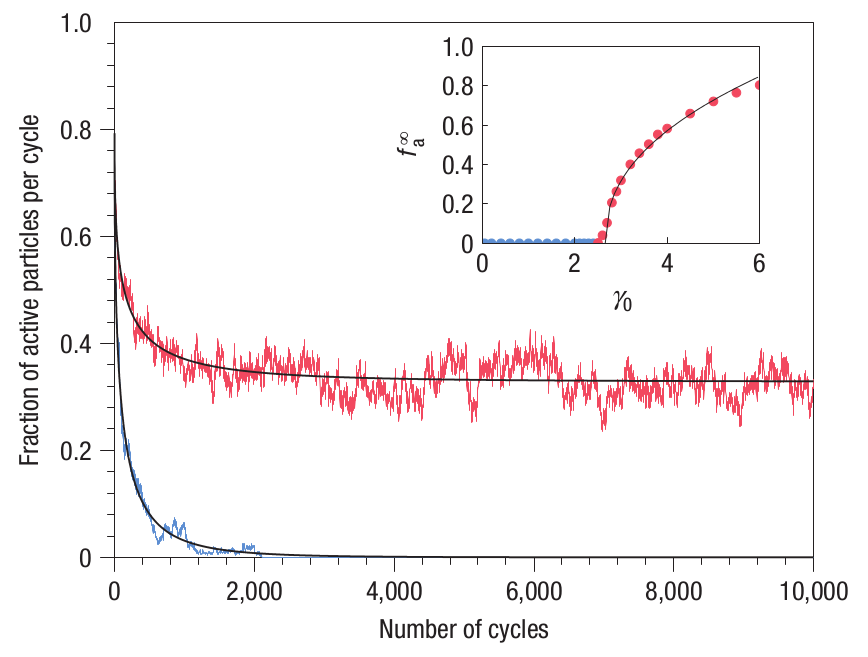 1.0
0.8
0.6
0.4
0.2
0
Fraction of active particles per cycle
0 2,000 4,000 6,000 8,000 10,000
Number of cycles
1.0
0.8
0.6
0.4
0.2
0
f a ∞
0 2 4 6
γ0